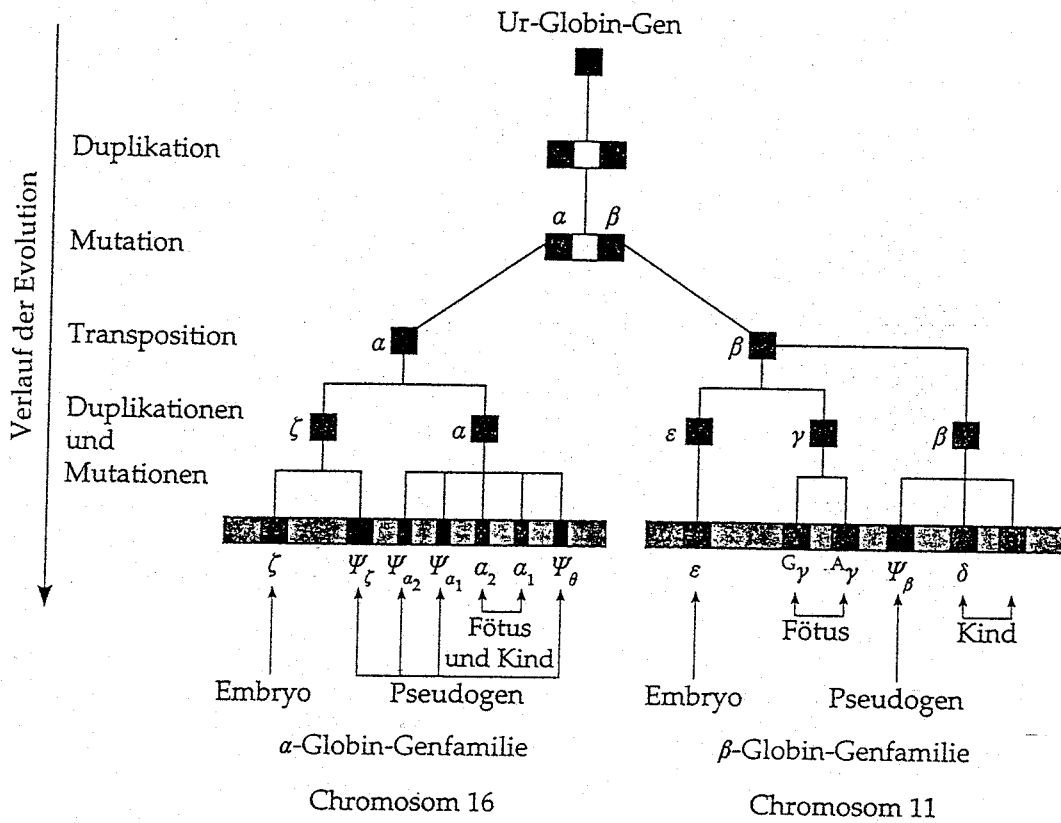 Ur-Globin-Gen
Verlauf der Evolution
Duplikation
α β
Mutation
Transposition
α
β
Duplikationen
und
Mutationen
ζ
α
ε
γ
β
ζ Ψζ Ψα2 Ψα1 α2 α1 Ψθ
ε Gγ Aγ Ψβ δ
Fötus
und Kind
Fötus
Kind
Embryo
Pseudogen
Embryo
Pseudogen
α-Globin-Genfamilie
β-Globin-Genfamilie
Chromosom 16
Chromosom 11